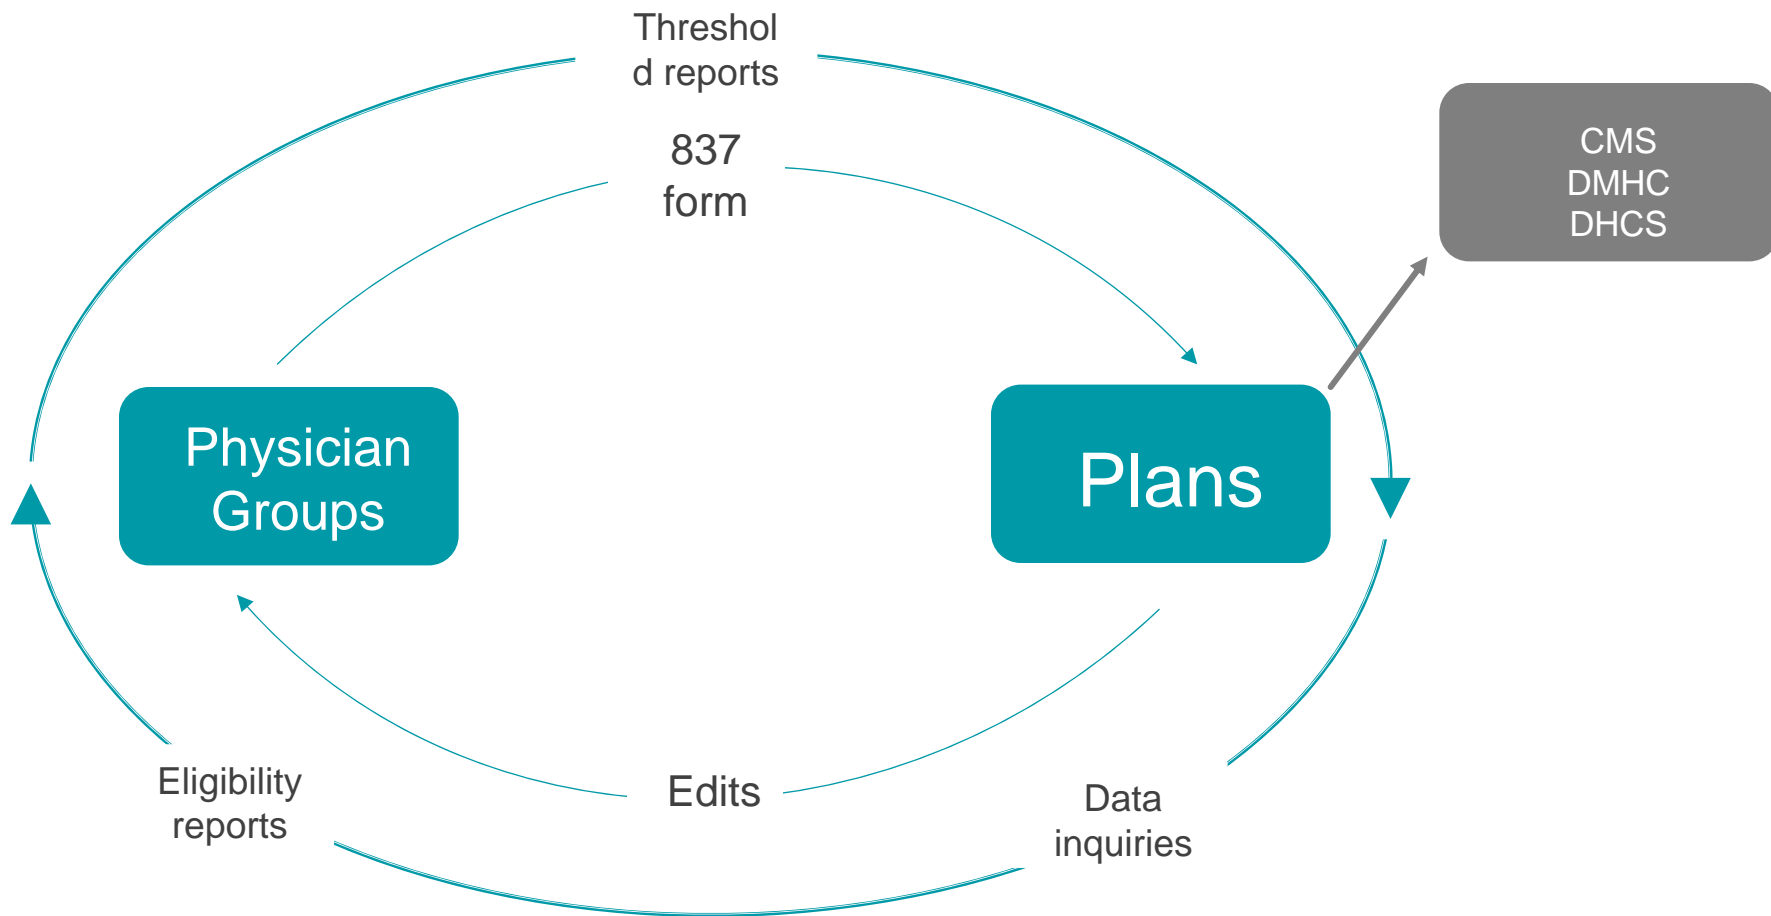 Threshol
d reports
837
form
CMS
DMHC
DHCS
Physician
Groups
Plans
Eligibility
reports
Edits
Data
inquiries